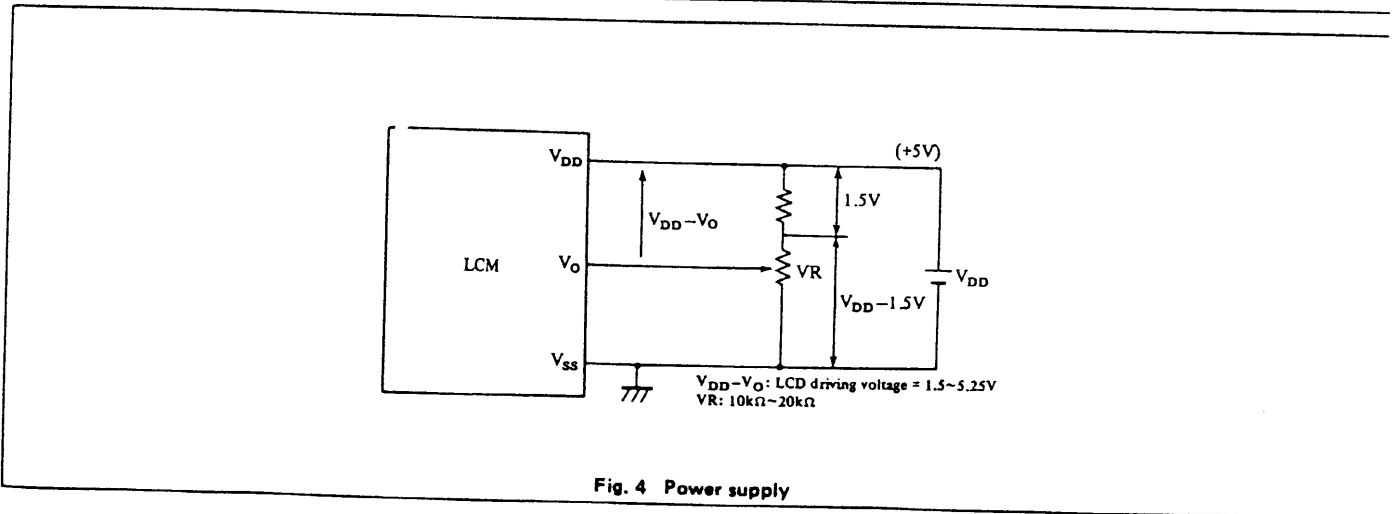 (+5V)
V_DD
1.5V
V_DD−V_O
LCM
V_O
VR
V_DD
V_DD−1.5V
V_SS
V_DD−V_O: LCD driving voltage = 1.5~5.25V
VR: 10kΩ~20kΩ
Fig. 4 Power supply